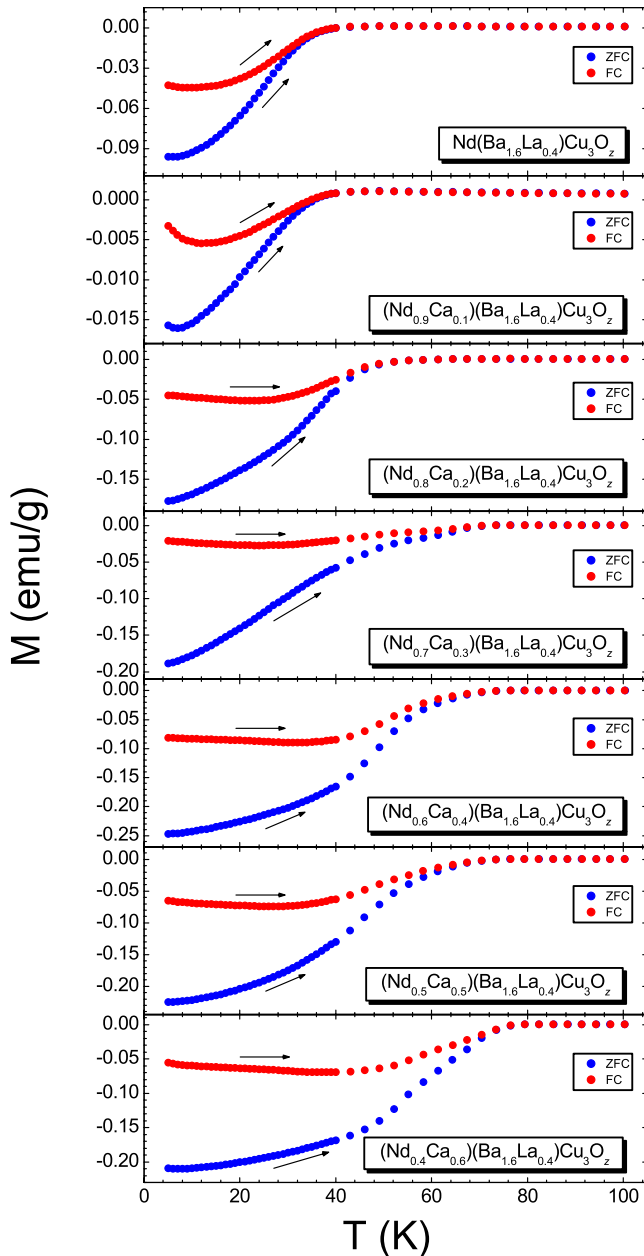 M (emu/g)
0.00
-0.03
-0.06
-0.09
ZFC
FC
Nd(Ba1.6La0.4)Cu3Oz
0.000
-0.005
-0.010
-0.015
ZFC
FC
(Nd0.9Ca0.1)(Ba1.6La0.4)Cu3Oz
0.00
-0.05
-0.10
-0.15
ZFC
FC
(Nd0.8Ca0.2)(Ba1.6La0.4)Cu3Oz
0.00
-0.05
-0.10
-0.15
-0.20
ZFC
FC
(Nd0.7Ca0.3)(Ba1.6La0.4)Cu3Oz
0.00
-0.05
-0.10
-0.15
-0.20
-0.25
ZFC
FC
(Nd0.6Ca0.4)(Ba1.6La0.4)Cu3Oz
0.00
-0.05
-0.10
-0.15
-0.20
ZFC
FC
(Nd0.5Ca0.5)(Ba1.6La0.4)Cu3Oz
0.00
-0.05
-0.10
-0.15
-0.20
ZFC
FC
(Nd0.4Ca0.6)(Ba1.6La0.4)Cu3Oz
0 20 40 60 80 100
T (K)